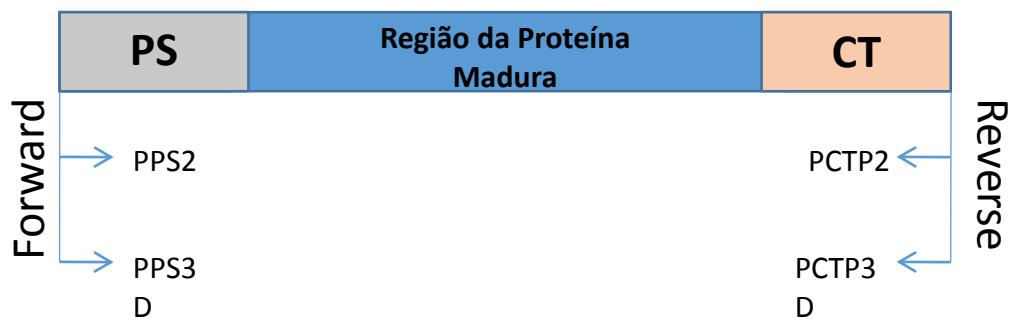 PS
Região da Proteína
Madura
CT
Forward
Reverse
PPS2
PCTP2
PPS3
D
PCTP3
D